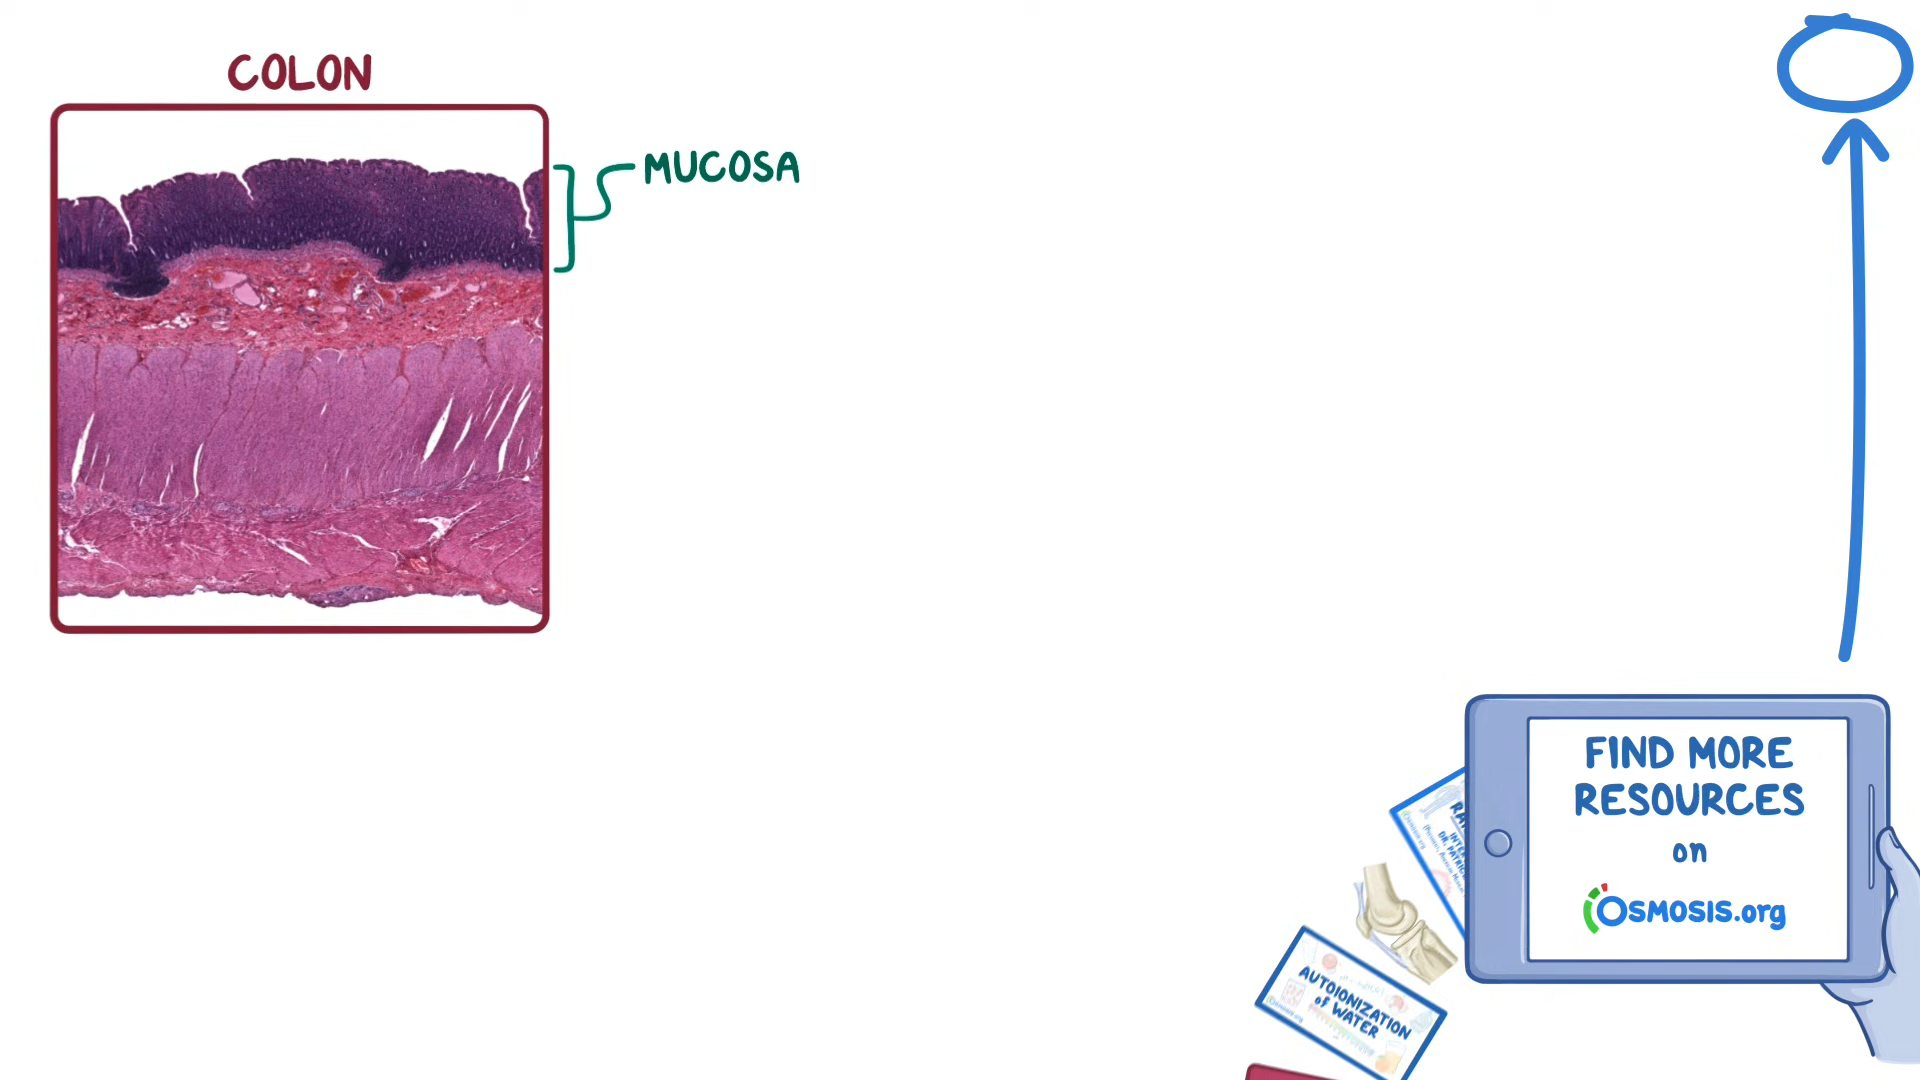 COLON
MUCOSA
FIND MORE
RESOURCES
on
OSMOSIS.org
AUTOIONIZATION
of WATER